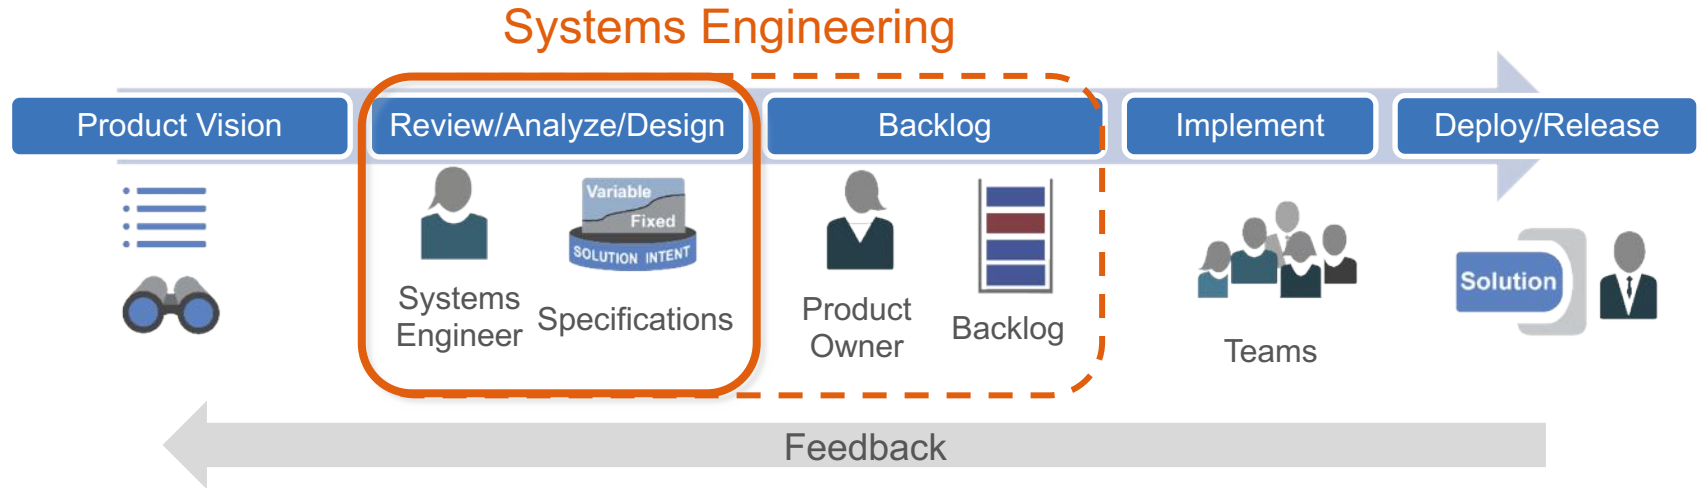 Systems Engineering
Product Vision
Review/Analyze/Design
Backlog
Implement
Deploy/Release
Variable
Fixed
SOLUTION INTENT
Systems
Engineer
Specifications
Product
Owner
Backlog
Teams
Solution
Feedback